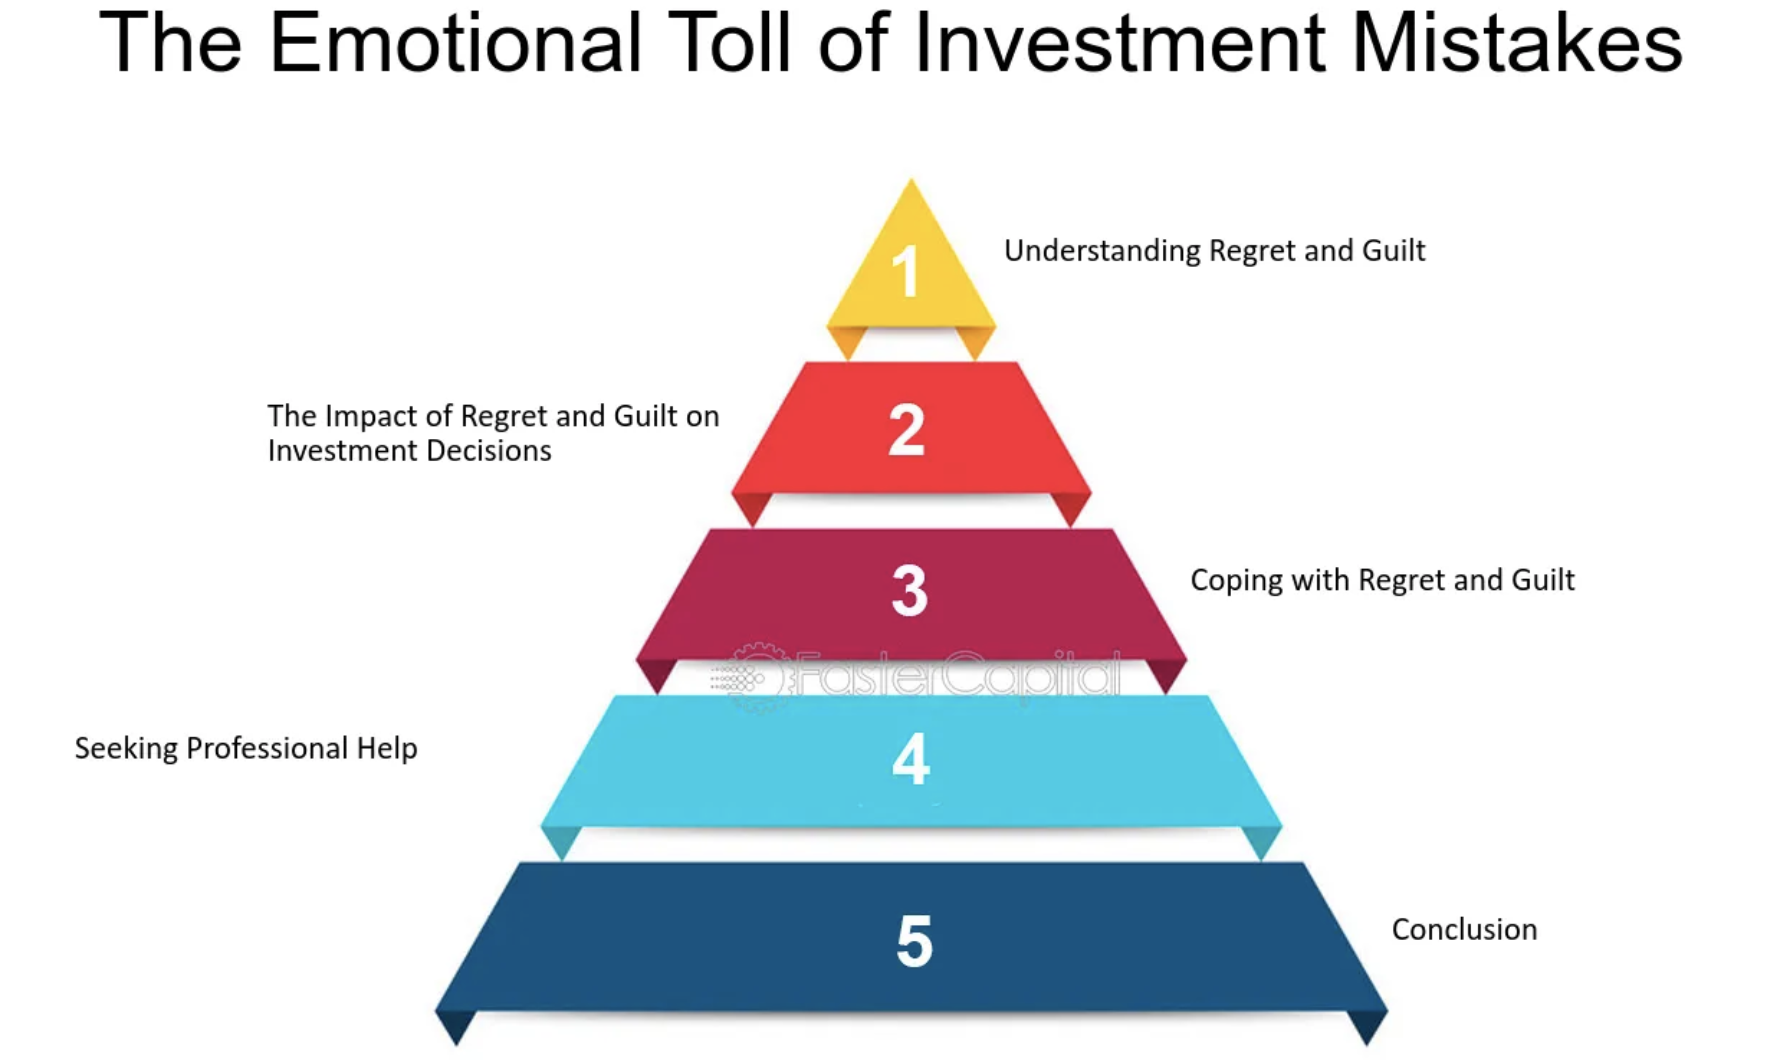 The Emotional Toll of Investment Mistakes
1
Understanding Regret and Guilt
The Impact of Regret and Guilt on
Investment Decisions
2
3
Coping with Regret and Guilt
FasterCapital
Seeking Professional Help
4
5
Conclusion